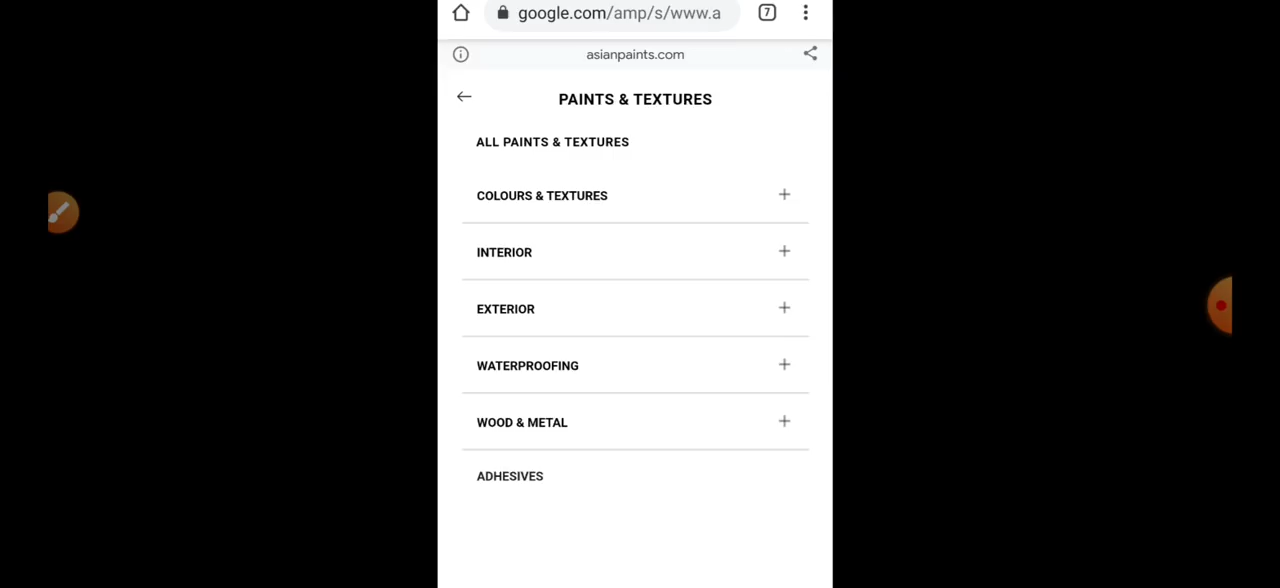 google.com/amp/s/www.a
7
asianpaints.com
PAINTS & TEXTURES
ALL PAINTS & TEXTURES
COLOURS & TEXTURES
INTERIOR
EXTERIOR
WATERPROOFING
WOOD & METAL
ADHESIVES